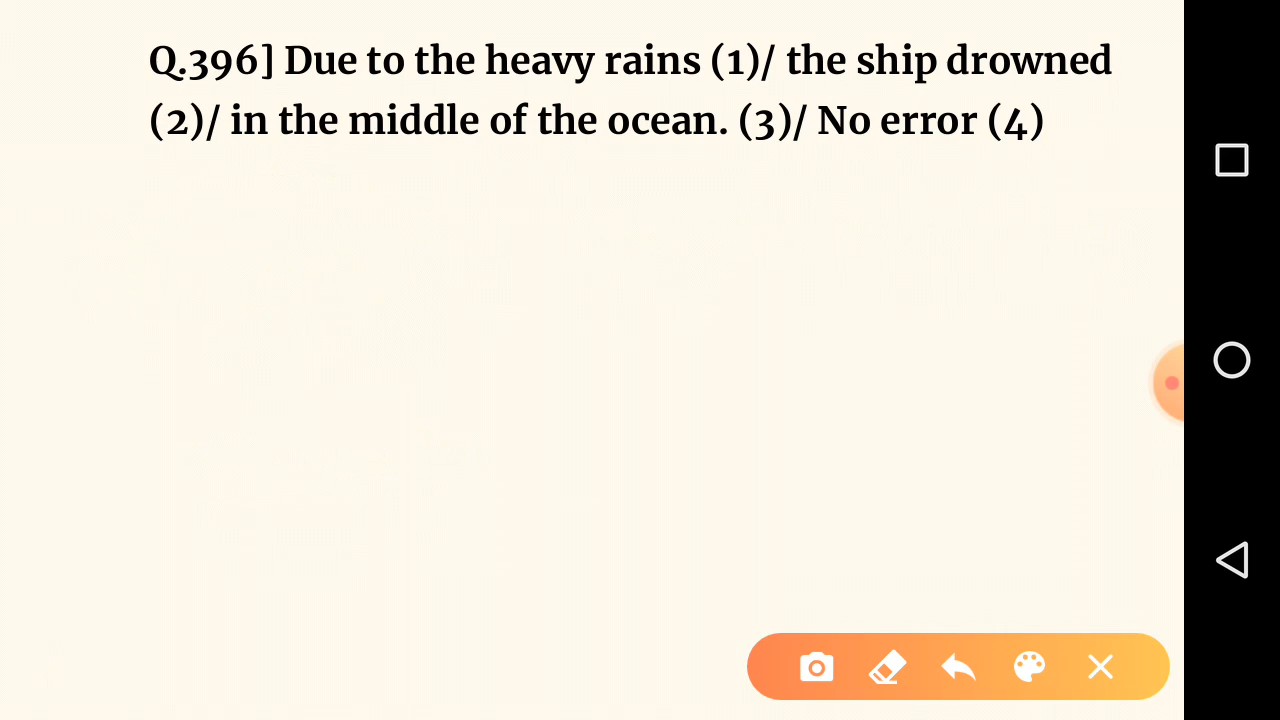 Q.396] Due to the heavy rains (1)/ the ship drowned
(2)/ in the middle of the ocean. (3)/ No error (4)